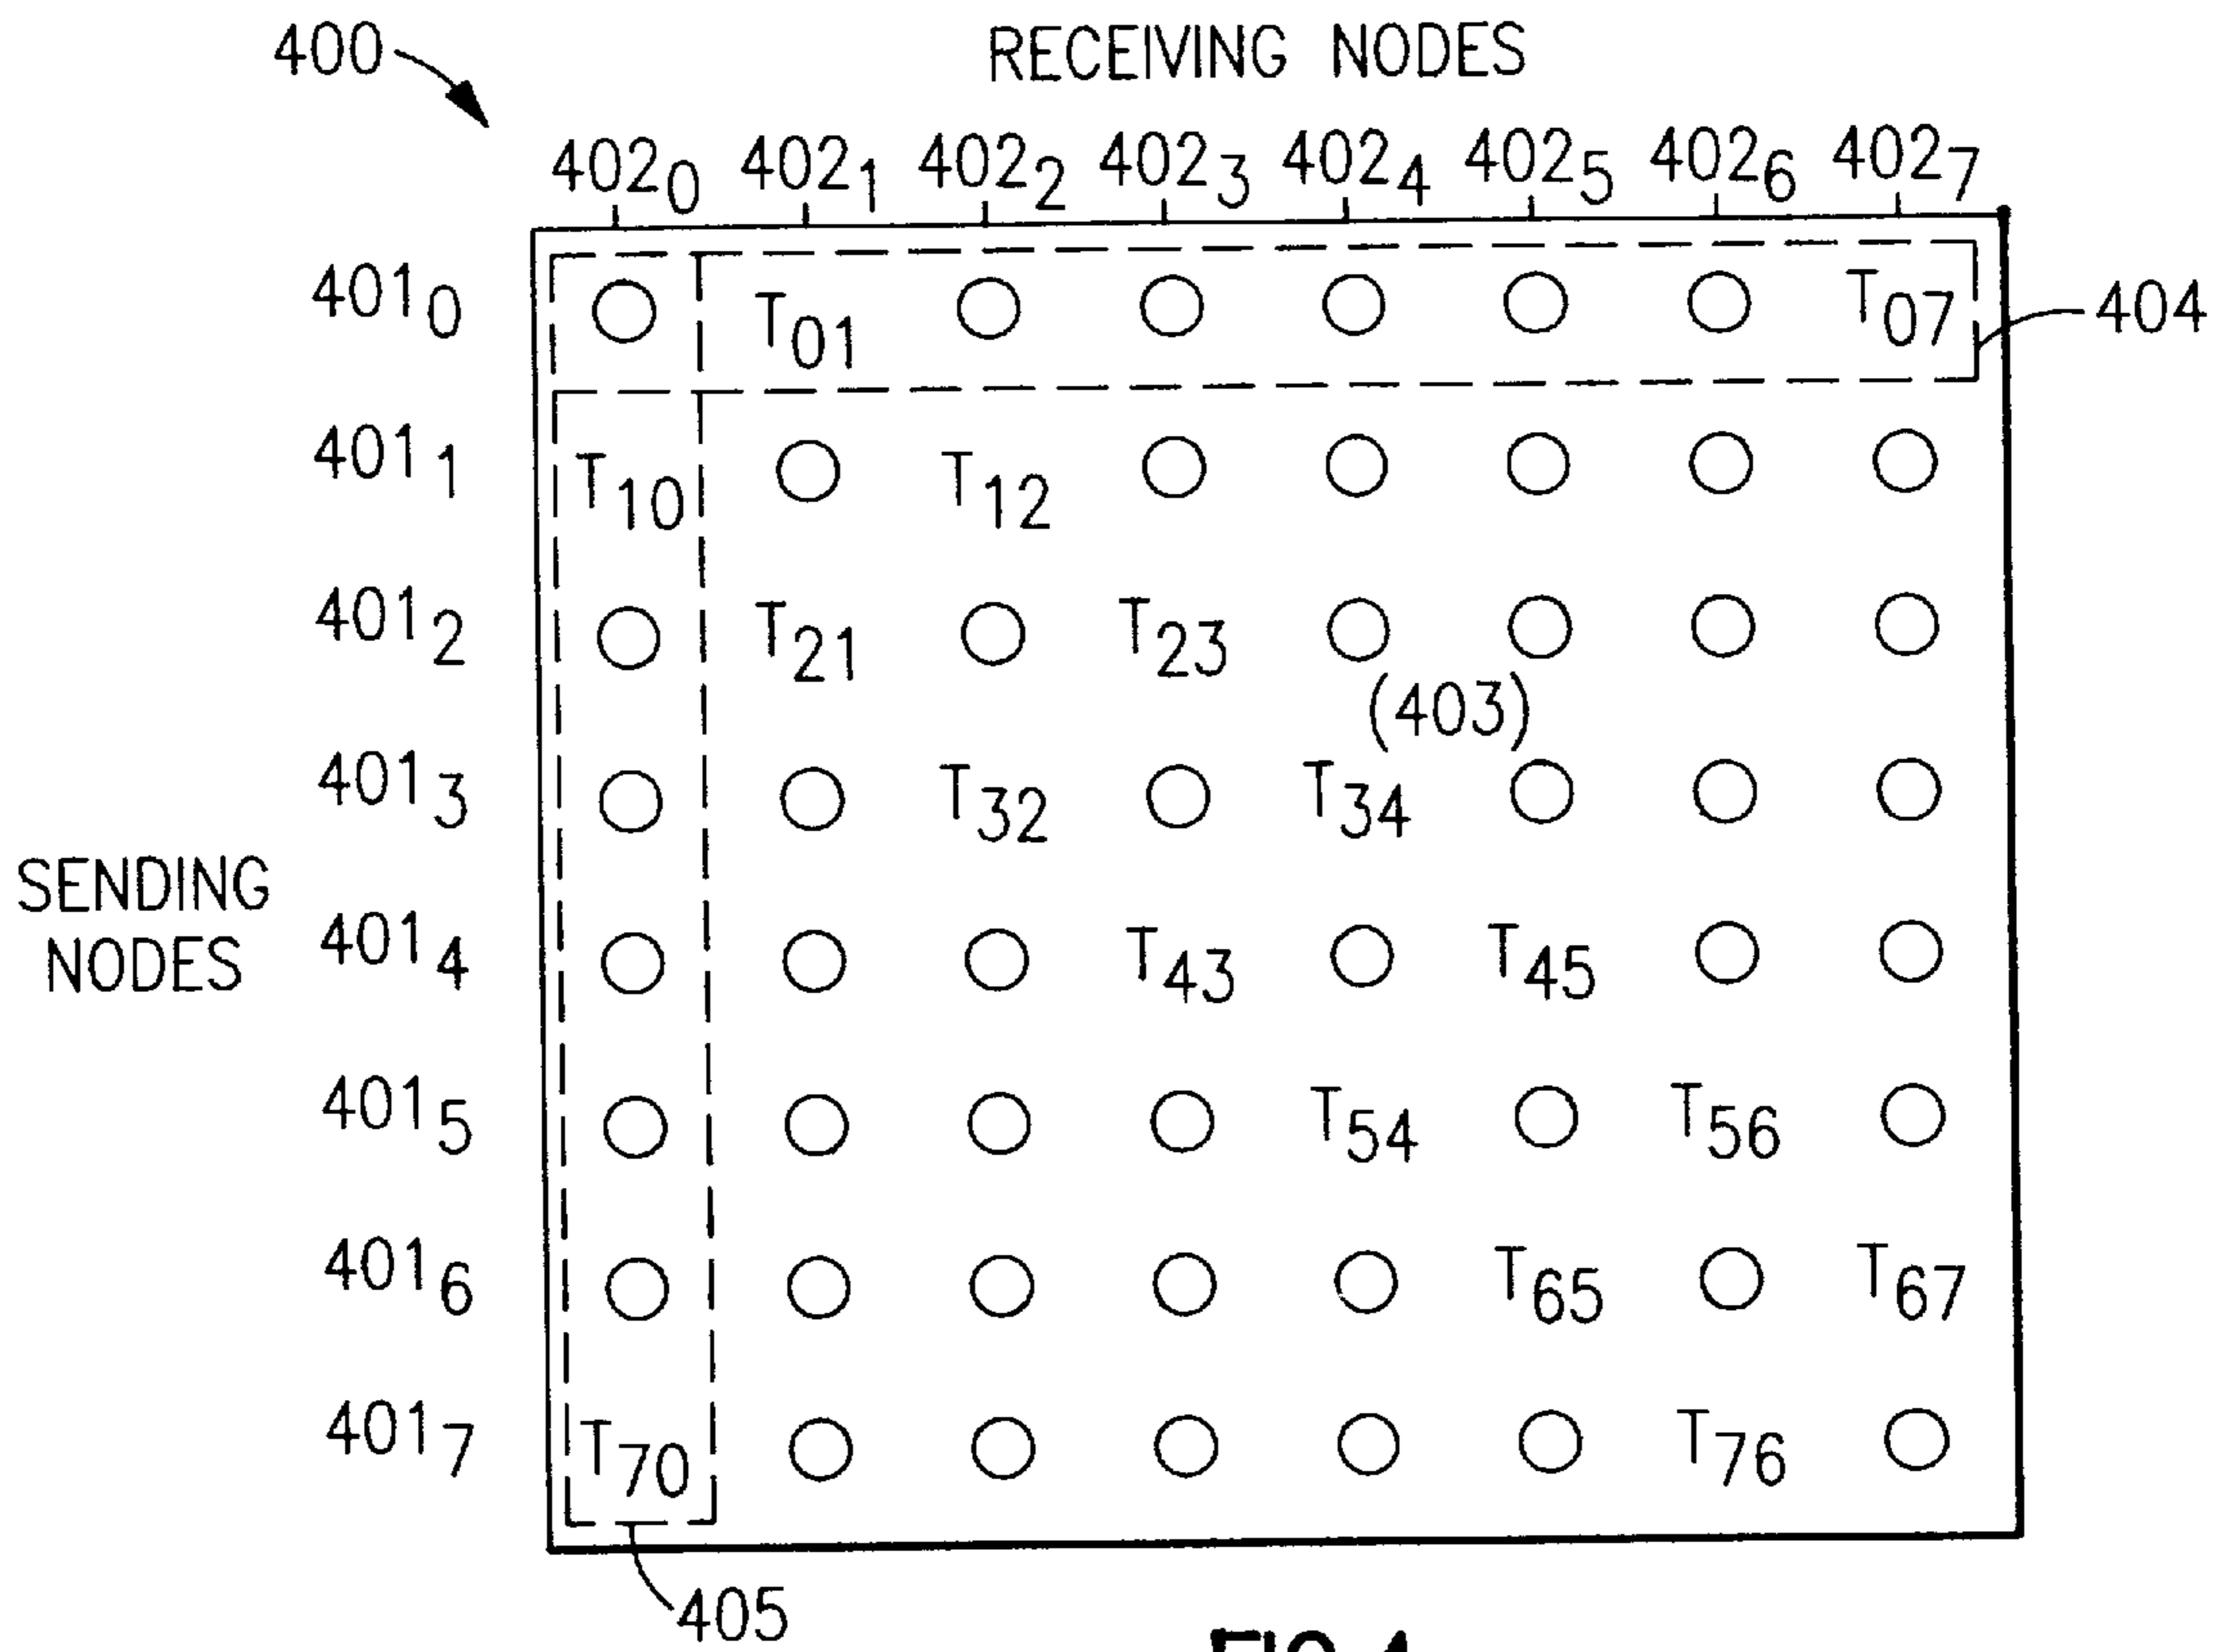 400
RECEIVING NODES
402₀ 402₁ 402₂ 402₃ 402₄ 402₅ 402₆ 402₇
401₀ O T₀₁ O O O O O T₀₇ 404
401₁ T₁₀ O T₁₂ O O O O O
401₂ O T₂₁ O T₂₃ O O O O
(403)
401₃ O O T₃₂ O T₃₄ O O O
SENDING
NODES
401₄ O O O T₄₃ O T₄₅ O O
401₅ O O O O T₅₄ O T₅₆ O
401₆ O O O O O T₆₅ O T₆₇
401₇ T₇₀ O O O O O T₇₆ O
405